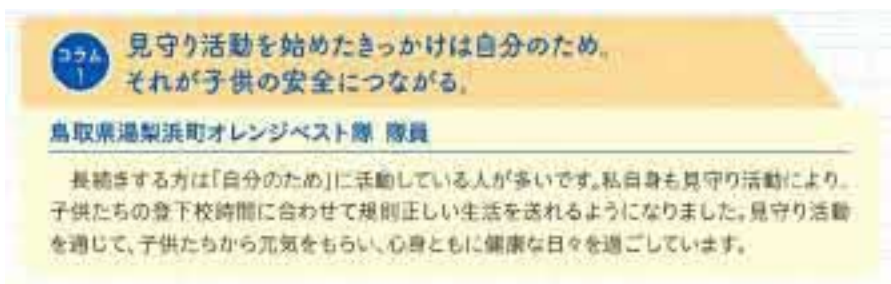 コラム
1
見守り活動を始めたきっかけは自分のため。
それが子供の安全につながる。
鳥取県湯梨浜町オレンジベスト隊 隊員
長続きする方は「自分のため」に活動している人が多いです。私自身も見守り活動により、
子供たちの登下校時間に合わせて規則正しい生活を送れるようになりました。見守り活動
を通じて、子供たちから元気をもらい、心身ともに健康な日々を過ごしています。